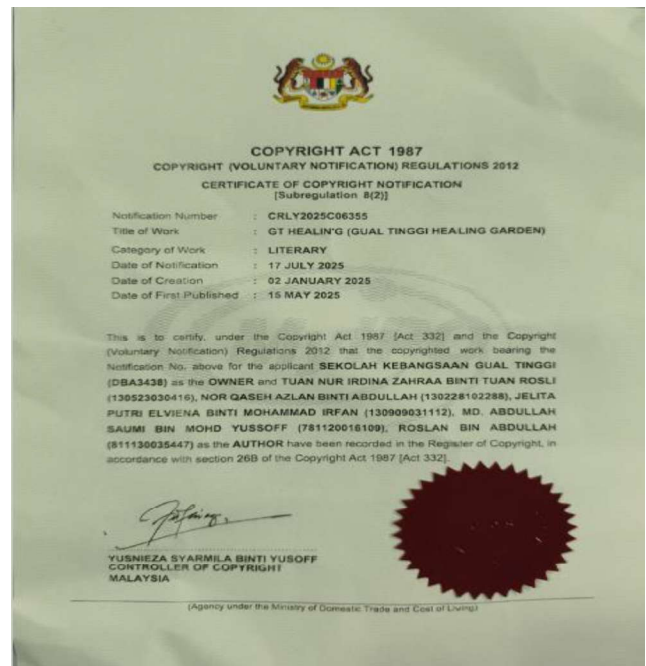 COPYRIGHT ACT 1987
COPYRIGHT (VOLUNTARY NOTIFICATION) REGULATIONS 2012
CERTIFICATE OF COPYRIGHT NOTIFICATION
[Subregulation 8(2)]
Notification Number : CRLY2025C06355
Title of Work : GT HEALIN'G (GUAL TINGGI HEALING GARDEN)
Category of Work : LITERARY
Date of Notification : 17 JULY 2025
Date of Creation : 02 JANUARY 2025
Date of First Published : 15 MAY 2025
This is to certify, under the Copyright Act 1987 [Act 332] and the Copyright
(Voluntary Notification) Regulations 2012 that the copyrighted work bearing the
Notification No. above for the applicant SEKOLAH KEBANGSAAN GUAL TINGGI
(DBA3438) as the OWNER and TUAN NUR IRDINA ZAHRAA BINTI TUAN ROSLI
(130523030416), NOR QASEH AZLAN BINTI ABDULLAH (130228102288), JELITA
PUTRI ELVIENA BINTI MOHAMMAD IRFAN (130909031112), MD. ABDULLAH
SAUMI BIN MOHD YUSSOFF (781120016109), ROSLAN BIN ABDULLAH
(811130035447) as the AUTHOR have been recorded in the Register of Copyright, in
accordance with section 26B of the Copyright Act 1987 [Act 332].
YUSNIEZA SYARMILA BINTI YUSOFF
CONTROLLER OF COPYRIGHT
MALAYSIA
(Agency under the Ministry of Domestic Trade and Cost of Living)